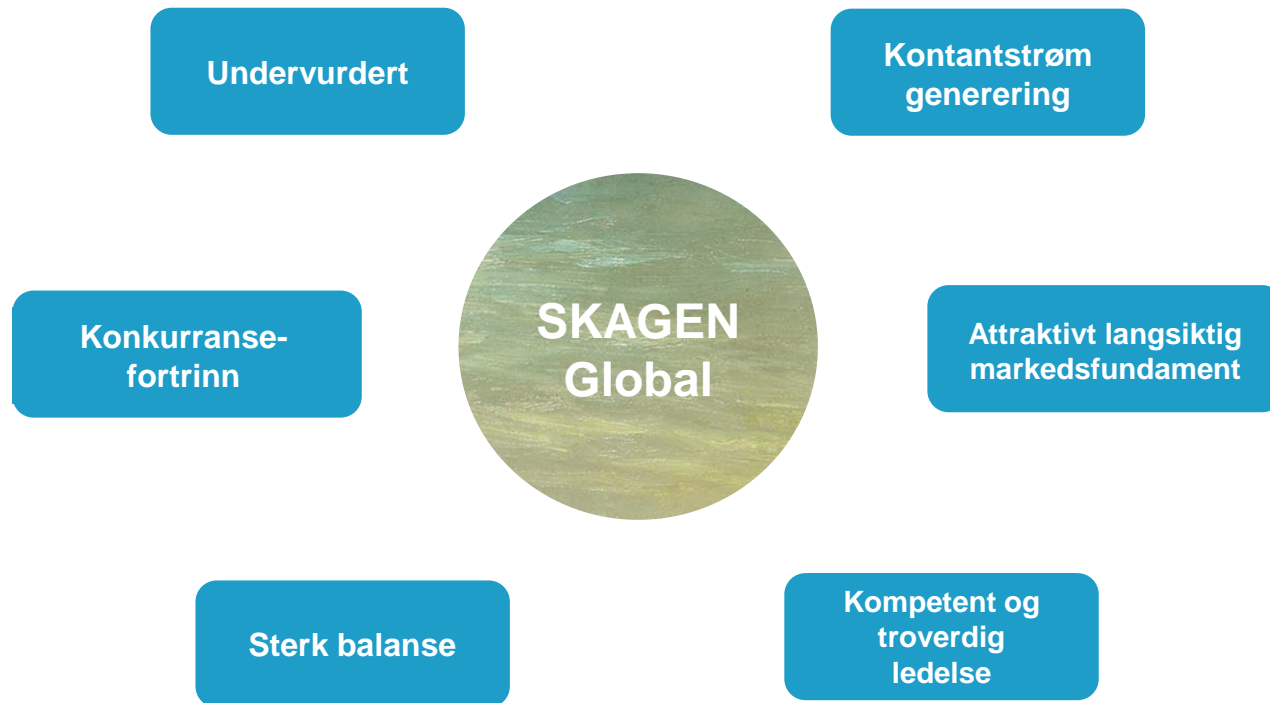 Undervurdert
Kontantstrøm
generering
SKAGEN
Global
Konkurranse-
fortrinn
Attraktivt langsiktig
markedsfundament
Sterk balanse
Kompetent og
troverdig
ledelse